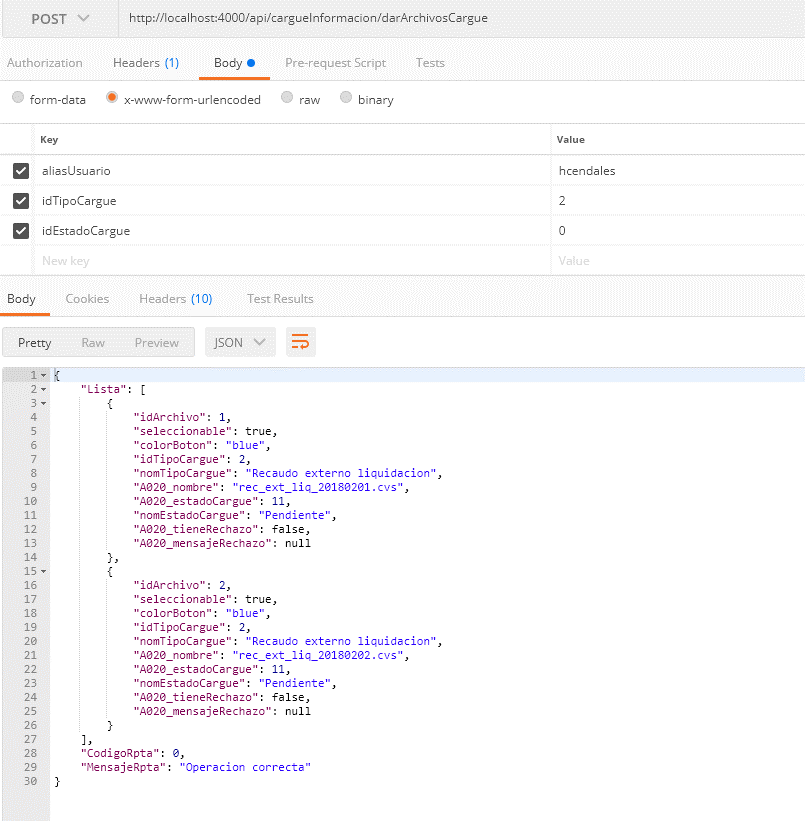 POST http://localhost:4000/api/cargueInformacion/darArchivosCargue
Authorization Headers (1) Body Pre-request Script Tests
form-data x-www-form-urlencoded raw binary
Key Value
aliasUsuario hcendales
idTipoCargue 2
idEstadoCargue 0
New key Value
Body Cookies Headers (10) Test Results
Pretty Raw Preview JSON
1 {
2 "Lista": [
3 {
4 "idArchivo": 1,
5 "seleccionable": true,
6 "colorBoton": "blue",
7 "idTipoCargue": 2,
8 "nomTipoCargue": "Recaudo externo liquidacion",
9 "A020_nombre": "rec_ext_liq_20180201.cvs",
10 "A020_estadoCargue": 11,
11 "nomEstadoCargue": "Pendiente",
12 "A020_tieneRechazo": false,
13 "A020_mensajeRechazo": null
14 },
15 {
16 "idArchivo": 2,
17 "seleccionable": true,
18 "colorBoton": "blue",
19 "idTipoCargue": 2,
20 "nomTipoCargue": "Recaudo externo liquidacion",
21 "A020_nombre": "rec_ext_liq_20180202.cvs",
22 "A020_estadoCargue": 11,
23 "nomEstadoCargue": "Pendiente",
24 "A020_tieneRechazo": false,
25 "A020_mensajeRechazo": null
26 }
27 ],
28 "CodigoRpta": 0,
29 "MensajeRpta": "Operacion correcta"
30 }